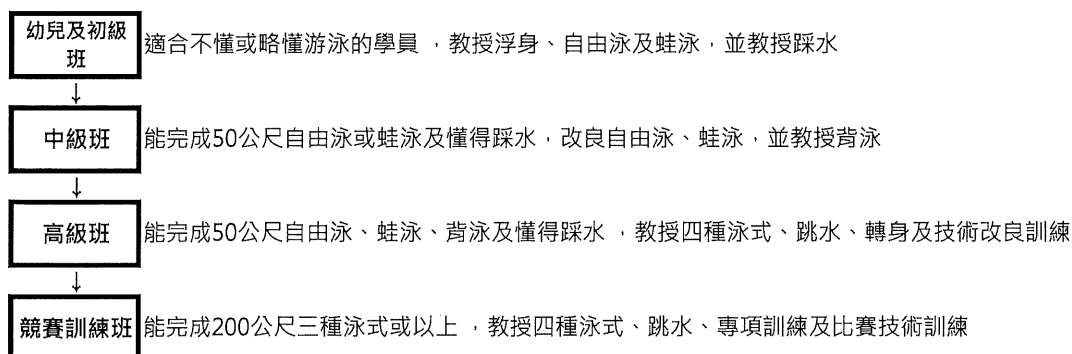 幼兒及初級
班
適合不懂或略懂游泳的學員，教授浮身、自由泳及蛙泳，並教授踩水
↓
中級班
能完成50公尺自由泳或蛙泳及懂得踩水，改良自由泳、蛙泳，並教授背泳
↓
高級班
能完成50公尺自由泳、蛙泳、背泳及懂得踩水，教授四種泳式、跳水、轉身及技術改良訓練
↓
競賽訓練班
能完成200公尺三種泳式或以上，教授四種泳式、跳水、專項訓練及比賽技術訓練